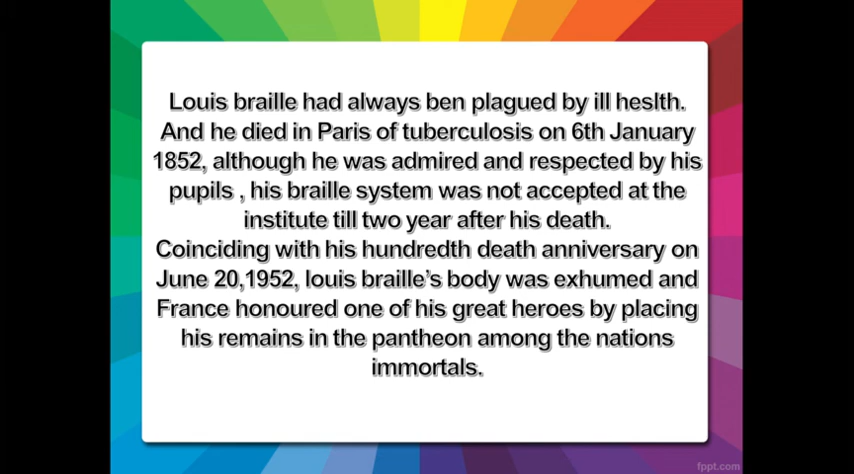 Louis braille had always ben plagued by ill heslth.
And he died in Paris of tuberculosis on 6th January
1852, although he was admired and respected by his
pupils , his braille system was not accepted at the
institute till two year after his death.
Coinciding with his hundredth death anniversary on
June 20,1952, louis braille’s body was exhumed and
France honoured one of his great heroes by placing
his remains in the pantheon among the nations
immortals.
fppt.com